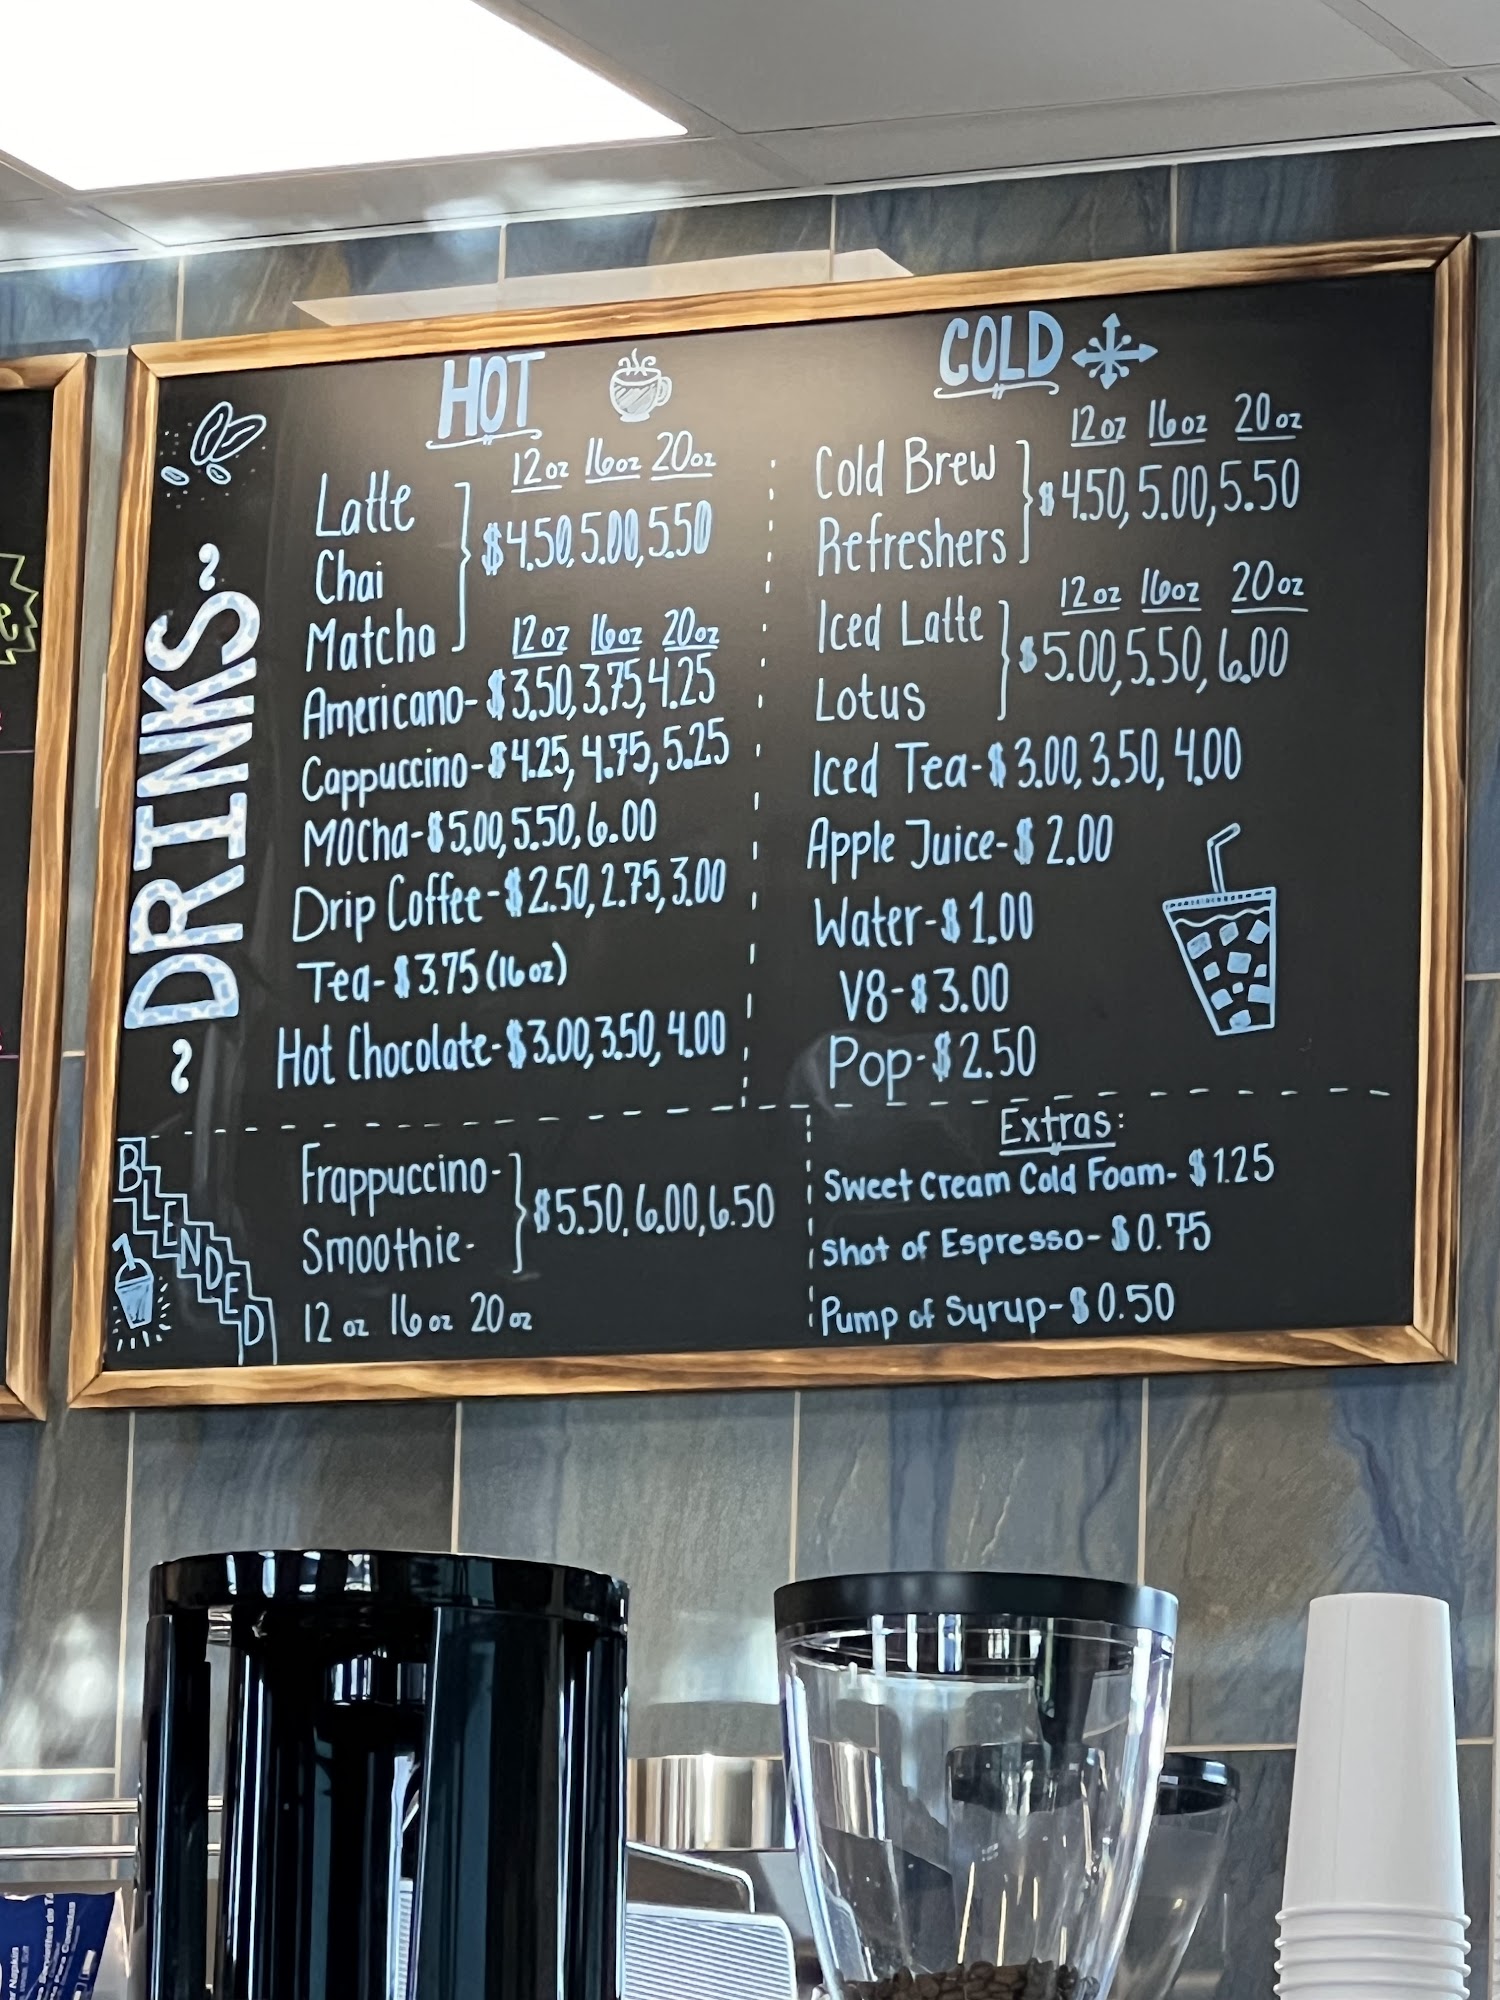 DRINKS
HOT
12oz 16oz 20oz
Latte
Chai
Matcha
$4.50, 5.00, 5.50
12oz 16oz 20oz
Americano-$3.50, 3.75, 4.25
Cappuccino-$4.25, 4.75, 5.25
MOCha-$5.00, 5.50, 6.00
Drip Coffee-$2.50, 2.75, 3.00
Tea-$3.75 (16oz)
Hot Chocolate-$3.00, 3.50, 4.00
COLD
12oz 16oz 20oz
Cold Brew
Refreshers
$4.50, 5.00, 5.50
12oz 16oz 20oz
Iced Latte
Lotus
$5.00, 5.50, 6.00
Iced Tea-$3.00, 3.50, 4.00
Apple Juice-$2.00
Water-$1.00
V8-$3.00
Pop-$2.50
BLENDED
Frappuccino-
Smoothie-
$5.50, 6.00, 6.50
12 oz 16 oz 20 oz
Extras:
Sweet Cream Cold Foam-$1.25
Shot of Espresso-$0.75
Pump of Syrup-$0.50